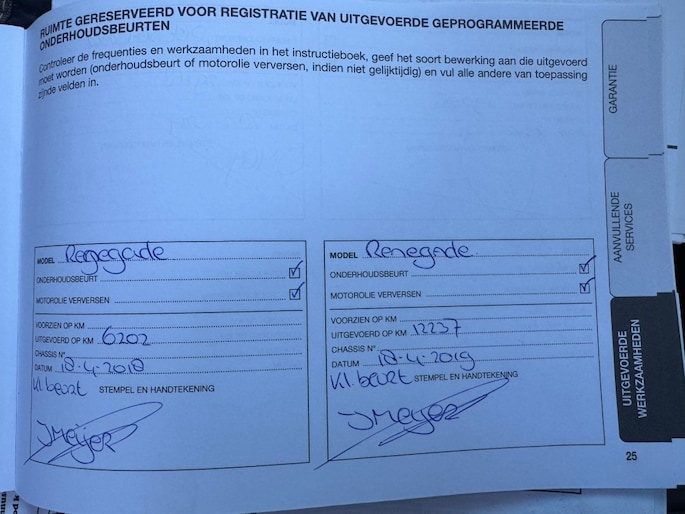 RUIMTE GERESERVEERD VOOR REGISTRATIE VAN UITGEVOERDE GEPROGRAMMEERDE
ONDERHOUDSBEURTEN
Controleer de frequenties en werkzaamheden in het instructieboek, geef het soort bewerking aan die uitgevoerd
moet worden (onderhoudsbeurt of motorolie verversen, indien niet gelijktijdig) en vul alle andere van toepassing
zijnde velden in.
GARANTIE
AANVULLENDE
SERVICES
UITGEVOERDE
WERKZAAMHEDEN
MODEL Renegade
ONDERHOUDSBEURT
MOTOROLIE VERVERSEN
VOORZIEN OP KM
UITGEVOERD OP KM 6202
CHASSIS N°
DATUM 18-4-2018
Kl. beurt STEMPEL EN HANDTEKENING
JMeijer
MODEL Renegade
ONDERHOUDSBEURT
MOTOROLIE VERVERSEN
VOORZIEN OP KM
UITGEVOERD OP KM 12237
CHASSIS N°
DATUM 18-4-2019
Kl. beurt STEMPEL EN HANDTEKENING
JMeijer
25